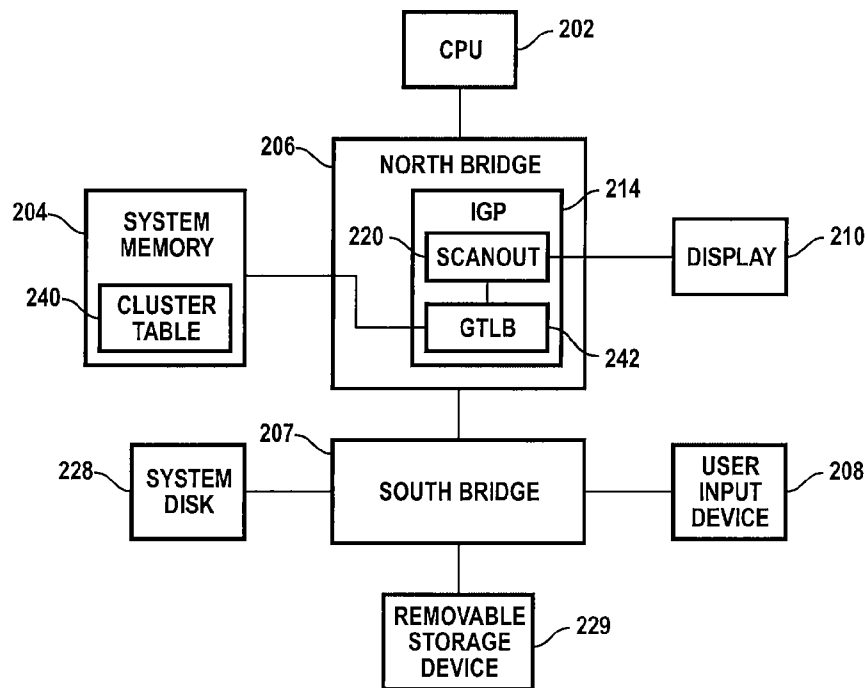 CPU
202
206
NORTH BRIDGE
214
204
SYSTEM
MEMORY
IGP
220
SCANOUT
DISPLAY
210
240
CLUSTER
TABLE
GTLB
242
207
228
SYSTEM
DISK
SOUTH BRIDGE
USER
INPUT
DEVICE
208
REMOVABLE
STORAGE
DEVICE
229